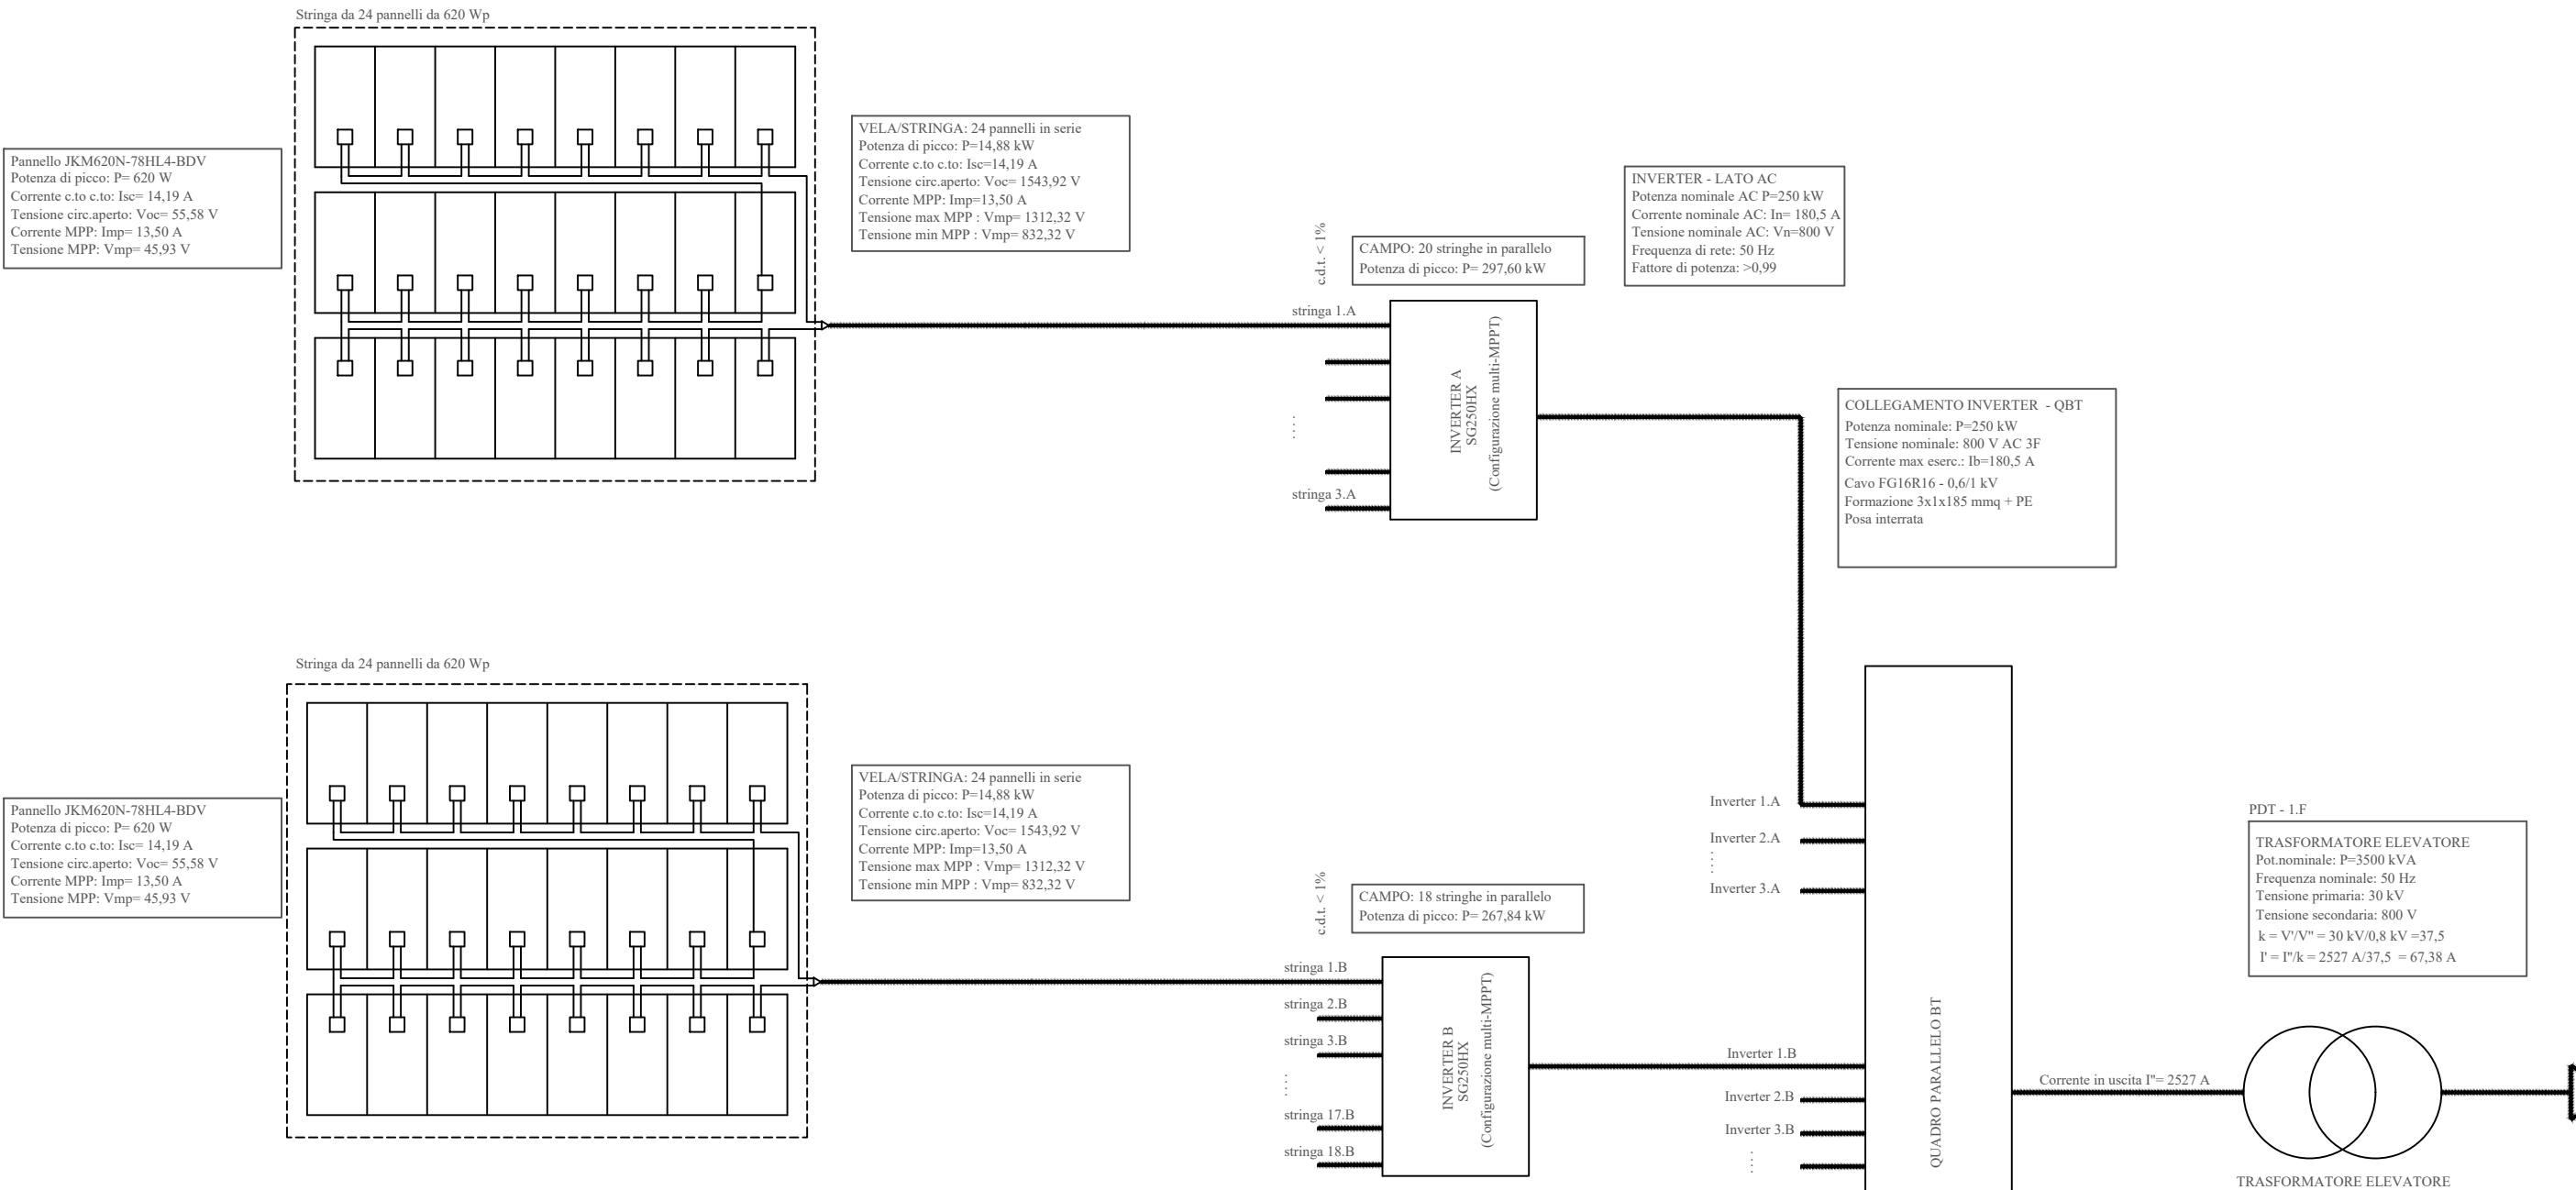 Stringa da 24 pannelli da 620 Wp
Pannello JKM620N-78HL4-BDV
Potenza di picco: P= 620 W
Corrente c.to c.to: Isc= 14,19 A
Tensione circ.aperto: Voc= 55,58 V
Corrente MPP: Imp= 13,50 A
Tensione MPP: Vmp= 45,93 V
VELA/STRINGA: 24 pannelli in serie
Potenza di picco: P=14,88 kW
Corrente c.to c.to: Isc=14,19 A
Tensione circ.aperto: Voc= 1543,92 V
Corrente MPP: Imp=13,50 A
Tensione max MPP : Vmp= 1312,32 V
Tensione min MPP : Vmp= 832,32 V
c.d.t. < 1%
CAMPO: 20 stringhe in parallelo
Potenza di picco: P= 297,60 kW
INVERTER - LATO AC
Potenza nominale AC P=250 kW
Corrente nominale AC: In= 180,5 A
Tensione nominale AC: Vn=800 V
Frequenza di rete: 50 Hz
Fattore di potenza: >0,99
stringa 1.A
....
stringa 3.A
INVERTER A
SG250HX
(Configurazione multi-MPPT)
COLLEGAMENTO INVERTER - QBT
Potenza nominale: P=250 kW
Tensione nominale: 800 V AC 3F
Corrente max eserc.: Ib=180,5 A
Cavo FG16R16 - 0,6/1 kV
Formazione 3x1x185 mmq + PE
Posa interrata
Stringa da 24 pannelli da 620 Wp
Pannello JKM620N-78HL4-BDV
Potenza di picco: P= 620 W
Corrente c.to c.to: Isc= 14,19 A
Tensione circ.aperto: Voc= 55,58 V
Corrente MPP: Imp= 13,50 A
Tensione MPP: Vmp= 45,93 V
VELA/STRINGA: 24 pannelli in serie
Potenza di picco: P=14,88 kW
Corrente c.to c.to: Isc=14,19 A
Tensione circ.aperto: Voc= 1543,92 V
Corrente MPP: Imp=13,50 A
Tensione max MPP : Vmp= 1312,32 V
Tensione min MPP : Vmp= 832,32 V
c.d.t. < 1%
CAMPO: 18 stringhe in parallelo
Potenza di picco: P= 267,84 kW
stringa 1.B
stringa 2.B
stringa 3.B
....
stringa 17.B
stringa 18.B
INVERTER B
SG250HX
(Configurazione multi-MPPT)
Inverter 1.A
Inverter 2.A
....
Inverter 3.A
Inverter 1.B
Inverter 2.B
Inverter 3.B
....
QUADRO PARALLELO BT
Corrente in uscita I"= 2527 A
PDT - 1.F
TRASFORMATORE ELEVATORE
Pot.nominale: P=3500 kVA
Frequenza nominale: 50 Hz
Tensione primaria: 30 kV
Tensione secondaria: 800 V
k = V'/V" = 30 kV/0,8 kV =37,5
I' = I"/k = 2527 A/37,5 = 67,38 A
TRASFORMATORE ELEVATORE